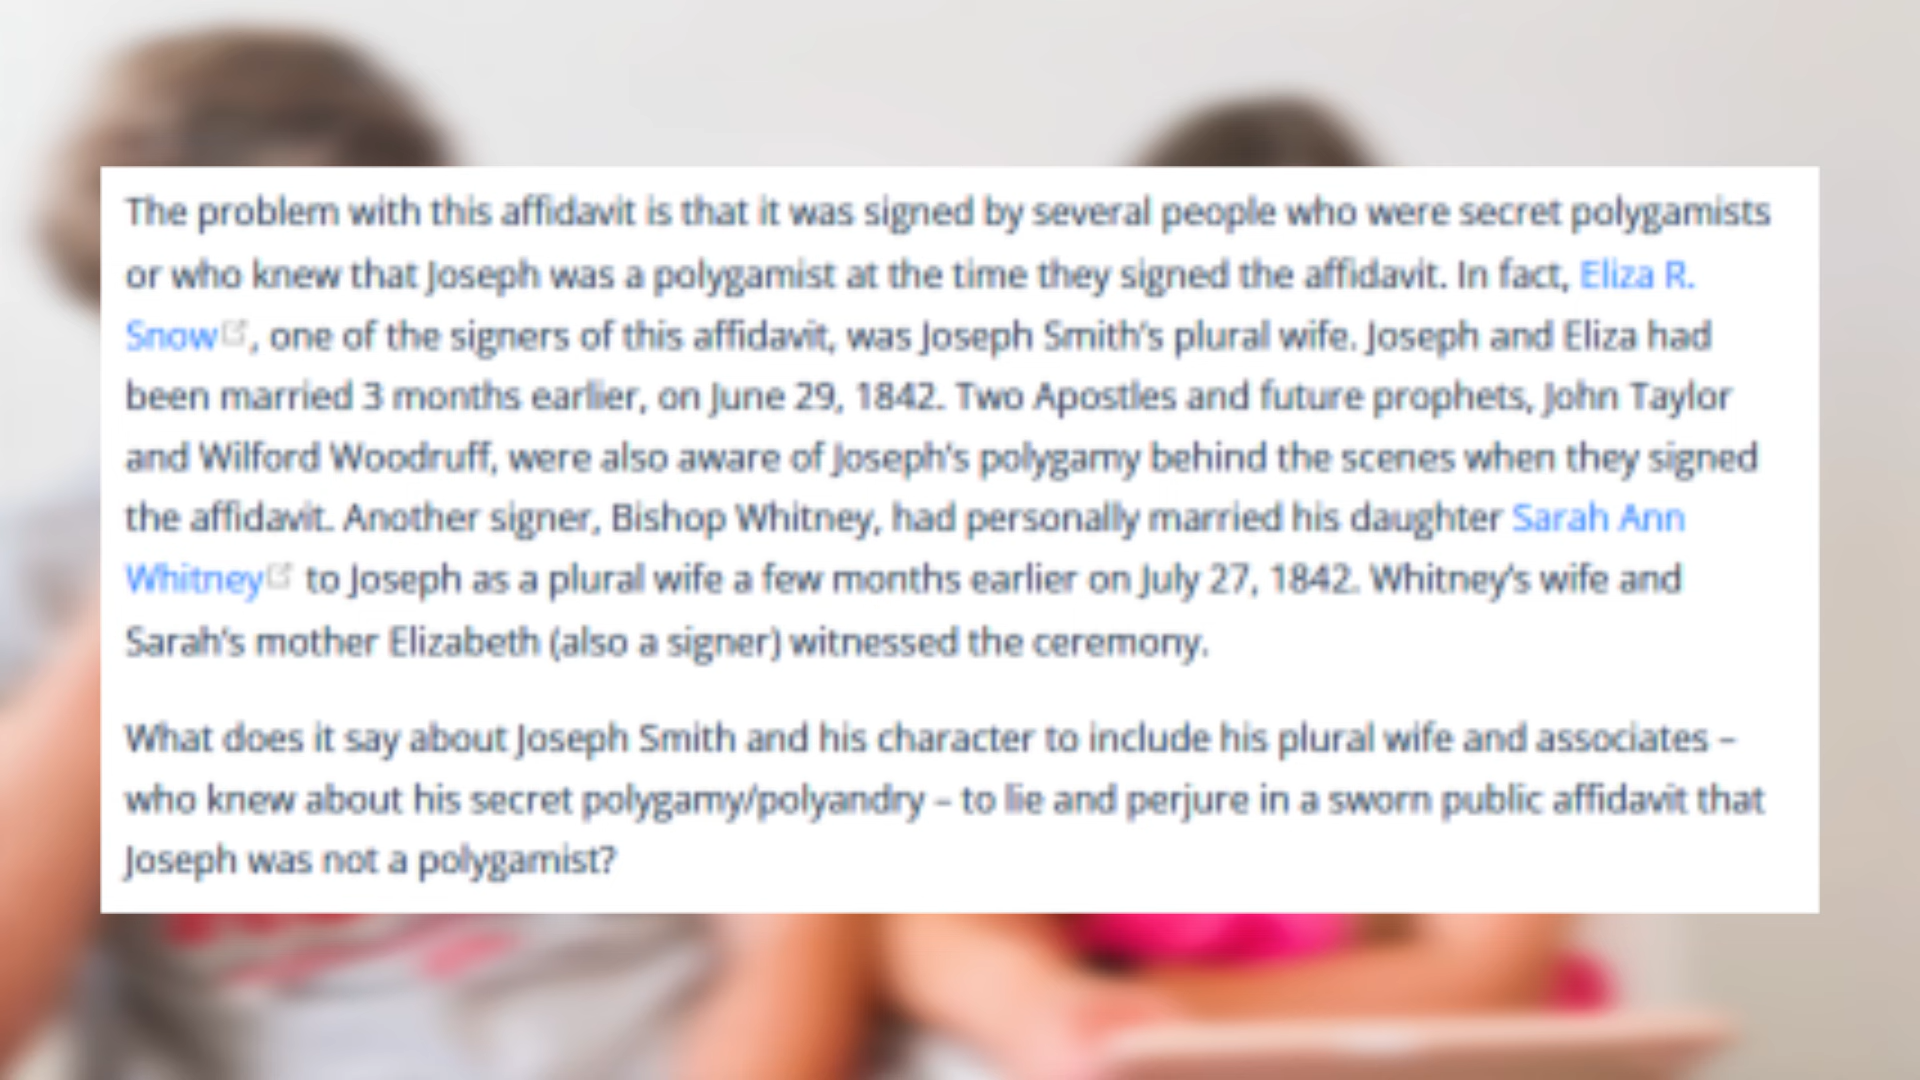 The problem with this affidavit is that it was signed by several people who were secret polygamists
or who knew that Joseph was a polygamist at the time they signed the affidavit. In fact, Eliza R.
Snow, one of the signers of this affidavit, was Joseph Smith's plural wife. Joseph and Eliza had
been married 3 months earlier, on June 29, 1842. Two Apostles and future prophets, John Taylor
and Wilford Woodruff, were also aware of Joseph's polygamy behind the scenes when they signed
the affidavit. Another signer, Bishop Whitney, had personally married his daughter Sarah Ann
Whitney to Joseph as a plural wife a few months earlier on July 27, 1842. Whitney's wife and
Sarah's mother Elizabeth (also a signer) witnessed the ceremony.
What does it say about Joseph Smith and his character to include his plural wife and associates –
who knew about his secret polygamy/polyandry – to lie and perjure in a sworn public affidavit that
Joseph was not a polygamist?